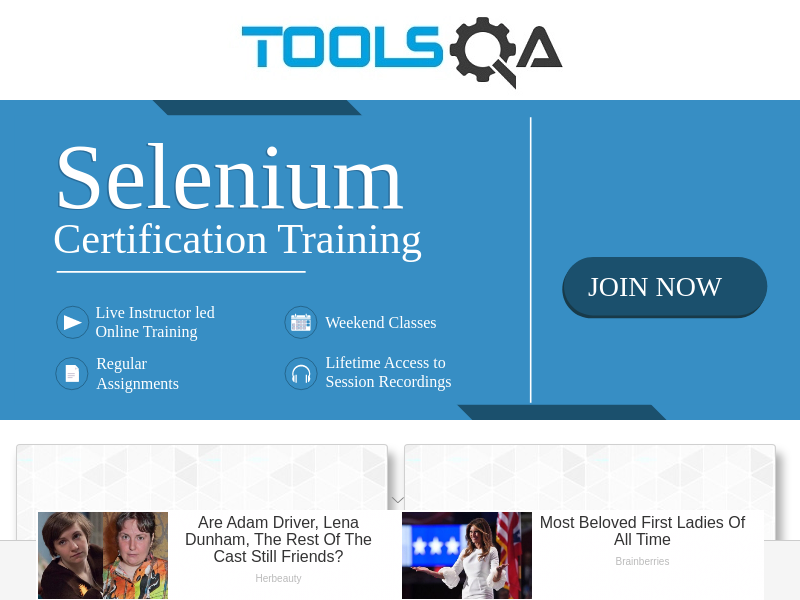 TOOLSQA
Selenium
Certification Training
JOIN NOW
Live Instructor led
Online Training
Weekend Classes
Regular
Assignments
Lifetime Access to
Session Recordings
Are Adam Driver, Lena
Dunham, The Rest Of The
Cast Still Friends?
Herbeauty
Most Beloved First Ladies Of
All Time
Brainberries